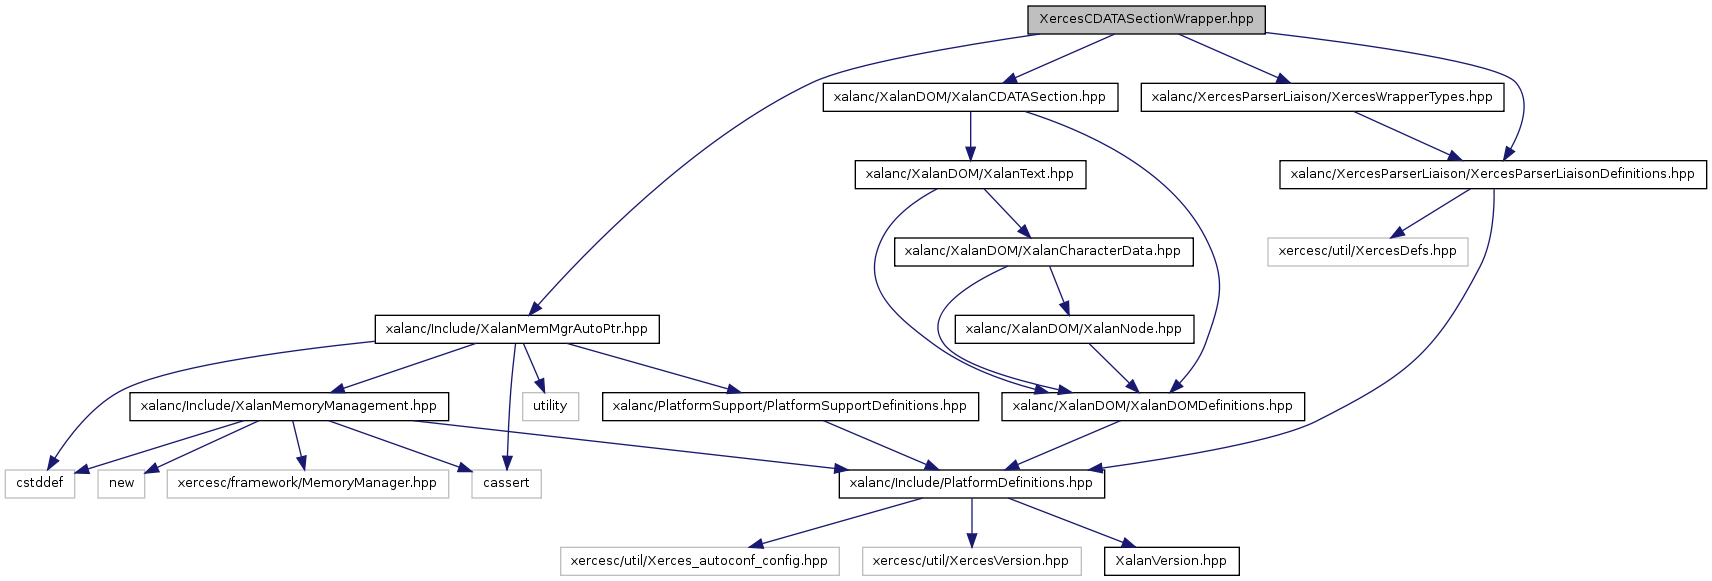 XercesCDATASectionWrapper.hpp
xalanc/XalanDOM/XalanCDATASection.hpp
xalanc/XercesParserLiaison/XercesWrapperTypes.hpp
xalanc/XalanDOM/XalanText.hpp
xalanc/XercesParserLiaison/XercesParserLiaisonDefinitions.hpp
xalanc/XalanDOM/XalanCharacterData.hpp
xercesc/util/XercesDefs.hpp
xalanc/Include/XalanMemMgrAutoPtr.hpp
xalanc/XalanDOM/XalanNode.hpp
xalanc/Include/XalanMemoryManagement.hpp
utility
xalanc/PlatformSupport/PlatformSupportDefinitions.hpp
xalanc/XalanDOM/XalanDOMDefinitions.hpp
cstddef
new
xercesc/framework/MemoryManager.hpp
cassert
xalanc/Include/PlatformDefinitions.hpp
xercesc/util/Xerces_autoconf_config.hpp
xercesc/util/XercesVersion.hpp
XalanVersion.hpp